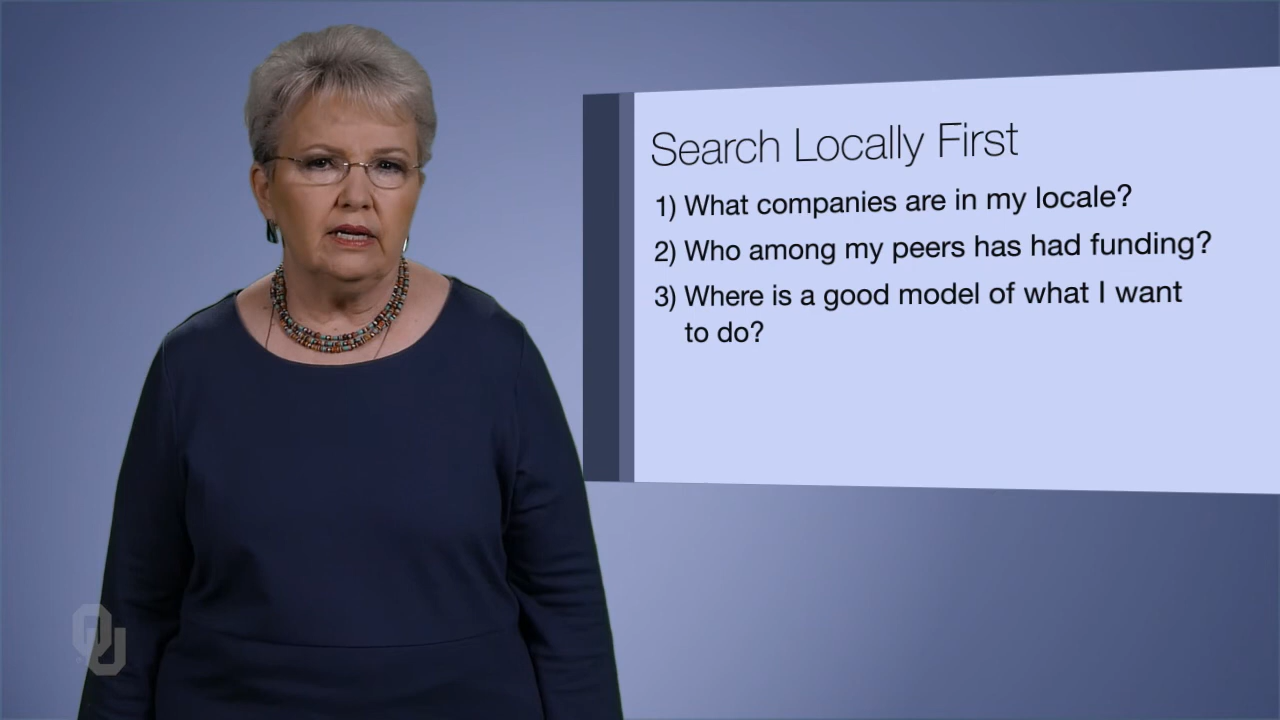 Search Locally First
1) What companies are in my locale?
2) Who among my peers has had funding?
3) Where is a good model of what I want
to do?
OU